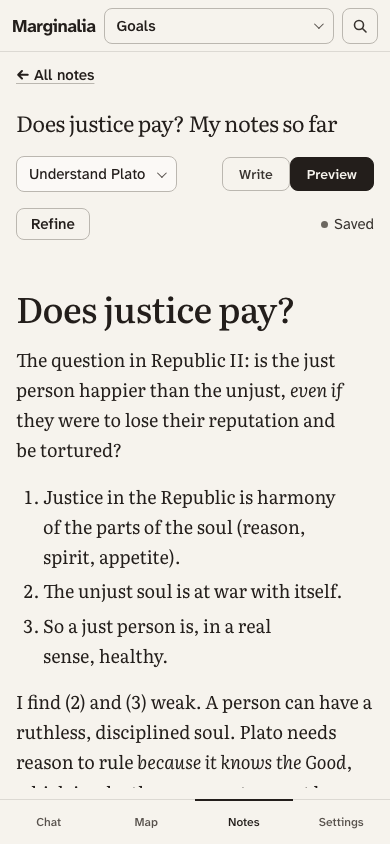 Marginalia
Goals
← All notes
Does justice pay? My notes so far
Understand Plato
Write
Preview
Refine
Saved
Does justice pay?
The question in Republic II: is the just
person happier than the unjust, even if
they were to lose their reputation and
be tortured?
1. Justice in the Republic is harmony
of the parts of the soul (reason,
spirit, appetite).
2. The unjust soul is at war with itself.
3. So a just person is, in a real
sense, healthy.
I find (2) and (3) weak. A person can have a
ruthless, disciplined soul. Plato needs
reason to rule because it knows the Good,
Chat
Map
Notes
Settings